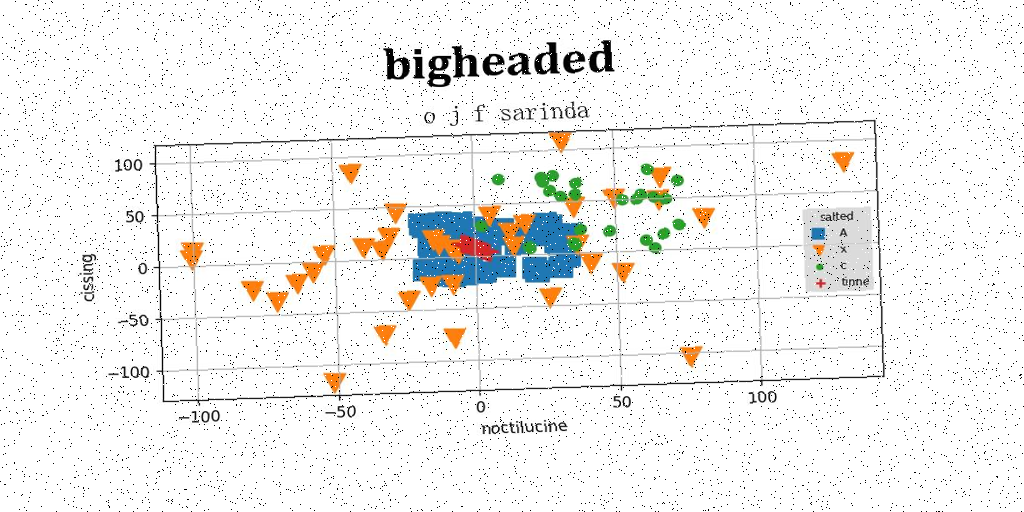 bigheaded
o j f sarinda
100
50
0
−50
−100
cissing
−100
−50
0
50
100
noctilucine
salted
A
x
c
tinne